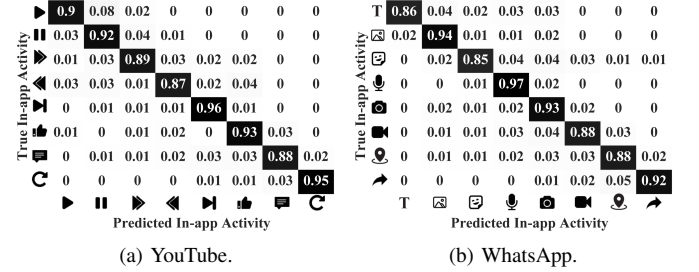 0.9 0.08 0.02 0 0 0 0 0
0.03 0.92 0.04 0.01 0 0 0 0
0.01 0.03 0.89 0.03 0.02 0.02 0 0
0.03 0.03 0.01 0.87 0.02 0.04 0 0
0 0.01 0.01 0.01 0.96 0.01 0 0
0.01 0 0.01 0.01 0.01 0.93 0.03 0
0 0.01 0.01 0.02 0.03 0.03 0.88 0.02
0 0 0 0 0.01 0.01 0.03 0.95
True In-app Activity
Predicted In-app Activity
(a) YouTube.
T 0.86 0.04 0.02 0.03 0.03 0 0 0
0.02 0.94 0.01 0.01 0.02 0 0 0
0 0.02 0.85 0.04 0.04 0.03 0.01 0.01
0 0 0.01 0.97 0.02 0 0 0
0 0.02 0.01 0.02 0.93 0.02 0 0
0 0.01 0.01 0.03 0.04 0.88 0.03 0
0 0.01 0.01 0.02 0.03 0.03 0.88 0.02
0 0 0 0 0.01 0.02 0.05 0.92
T
True In-app Activity
Predicted In-app Activity
(b) WhatsApp.